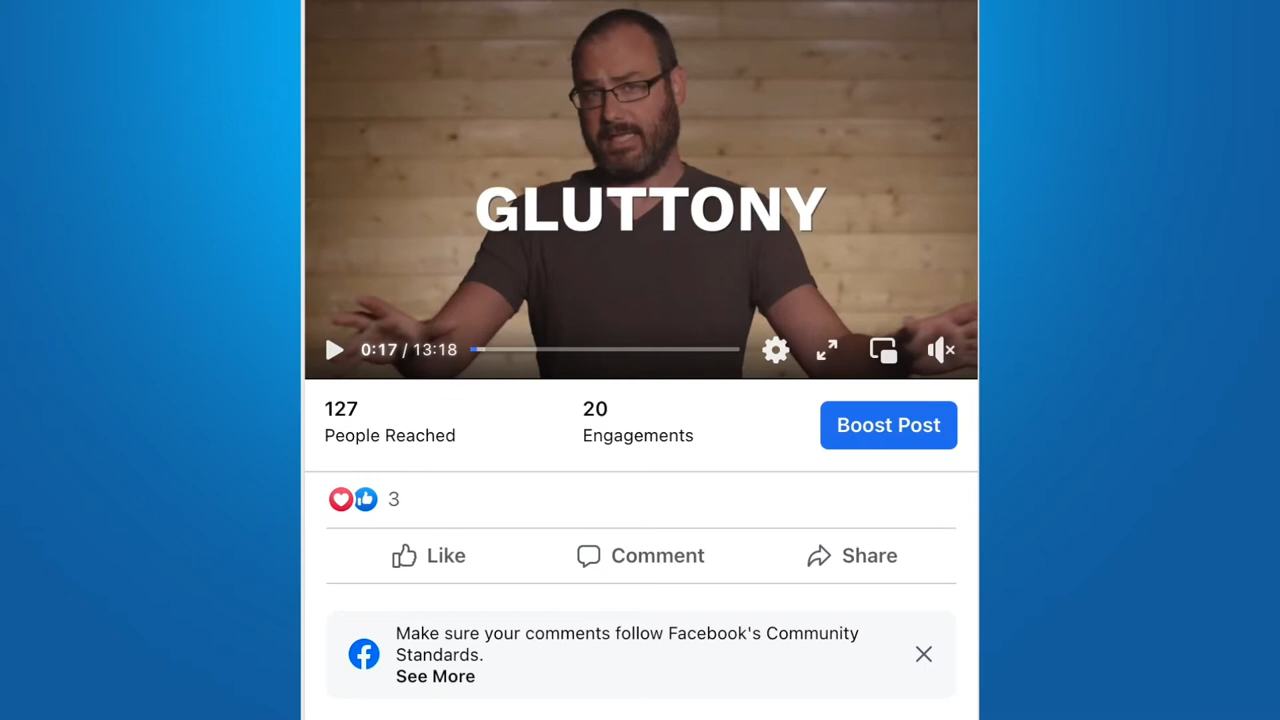 GLUTTONY
0:17 / 13:18
127
People Reached
20
Engagements
Boost Post
3
Like
Comment
Share
Make sure your comments follow Facebook's Community
Standards.
See More